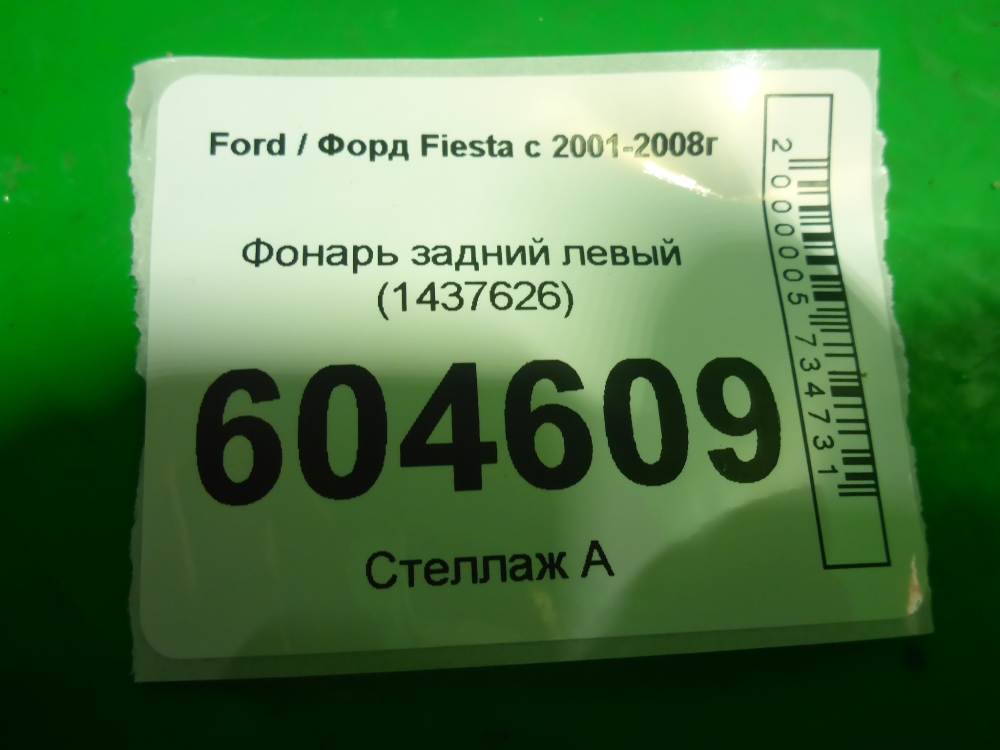 Ford / Форд Fiesta с 2001-2008г
Фонарь задний левый
(1437626)
604609
Стеллаж А
2000005734731